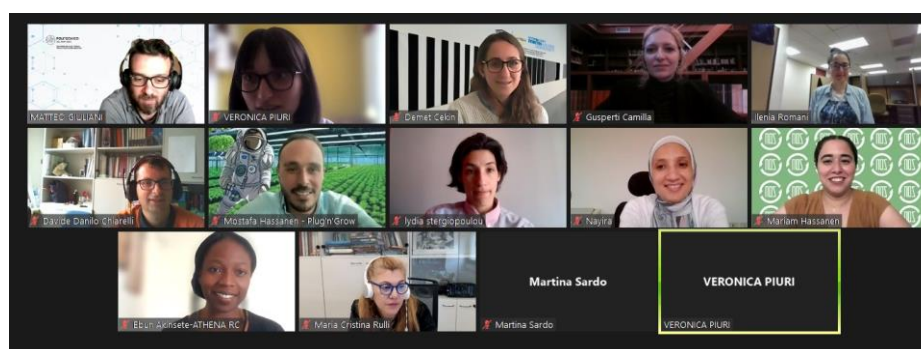 POLITECNICO
MATTEO GIULIANI
VERONICA PIURI
Demet Cekin
Gusperti Camilla
Ilenia Romani
Davide Danilo Chiarelli
Mostafa Hassanen - Plug'n'Grow
lydia stergiopoulou
Nayira
Mariam Hassanen
Ebun Akinsete-ATHENA RC
Maria Cristina Rulli
Martina Sardo
Martina Sardo
VERONICA PIURI
VERONICA PIURI